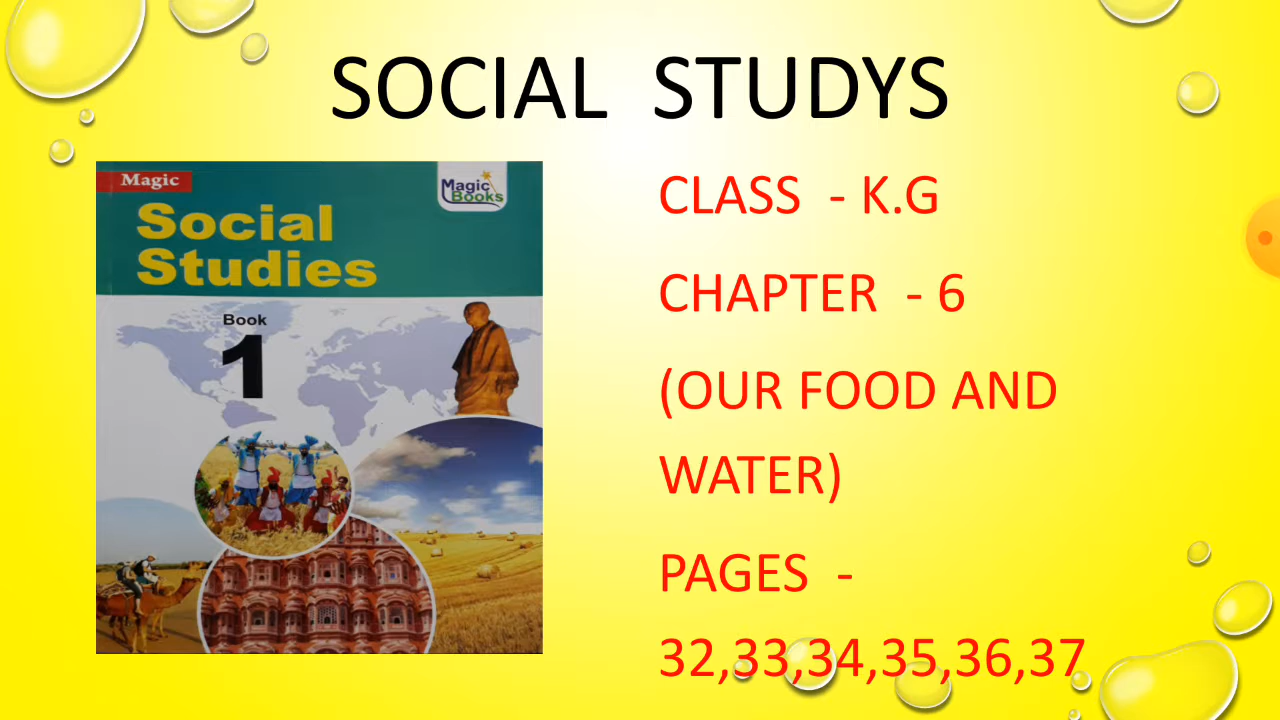 SOCIAL STUDYS
Magic
Magic
Books
Social
Studies
Book
1
CLASS - K.G
CHAPTER - 6
(OUR FOOD AND
WATER)
PAGES -
32,33,34,35,36,37